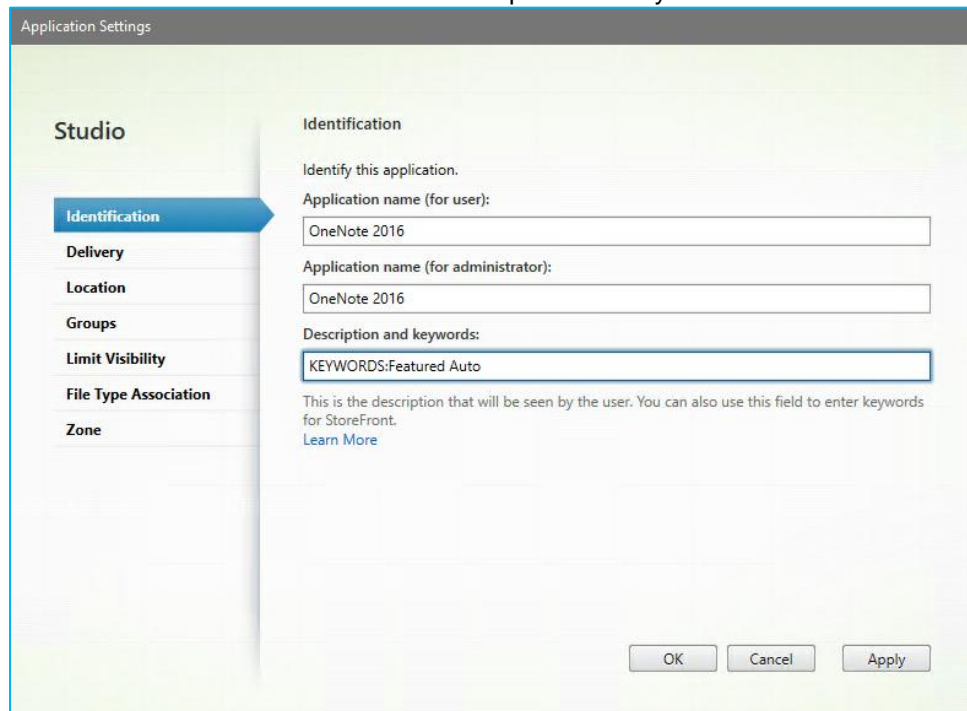 Application Settings
Studio
Identification
Delivery
Location
Groups
Limit Visibility
File Type Association
Zone
Identification
Identify this application.
Application name (for user):
OneNote 2016
Application name (for administrator):
OneNote 2016
Description and keywords:
KEYWORDS:Featured Auto
This is the description that will be seen by the user. You can also use this field to enter keywords
for StoreFront.
Learn More
OK Cancel Apply